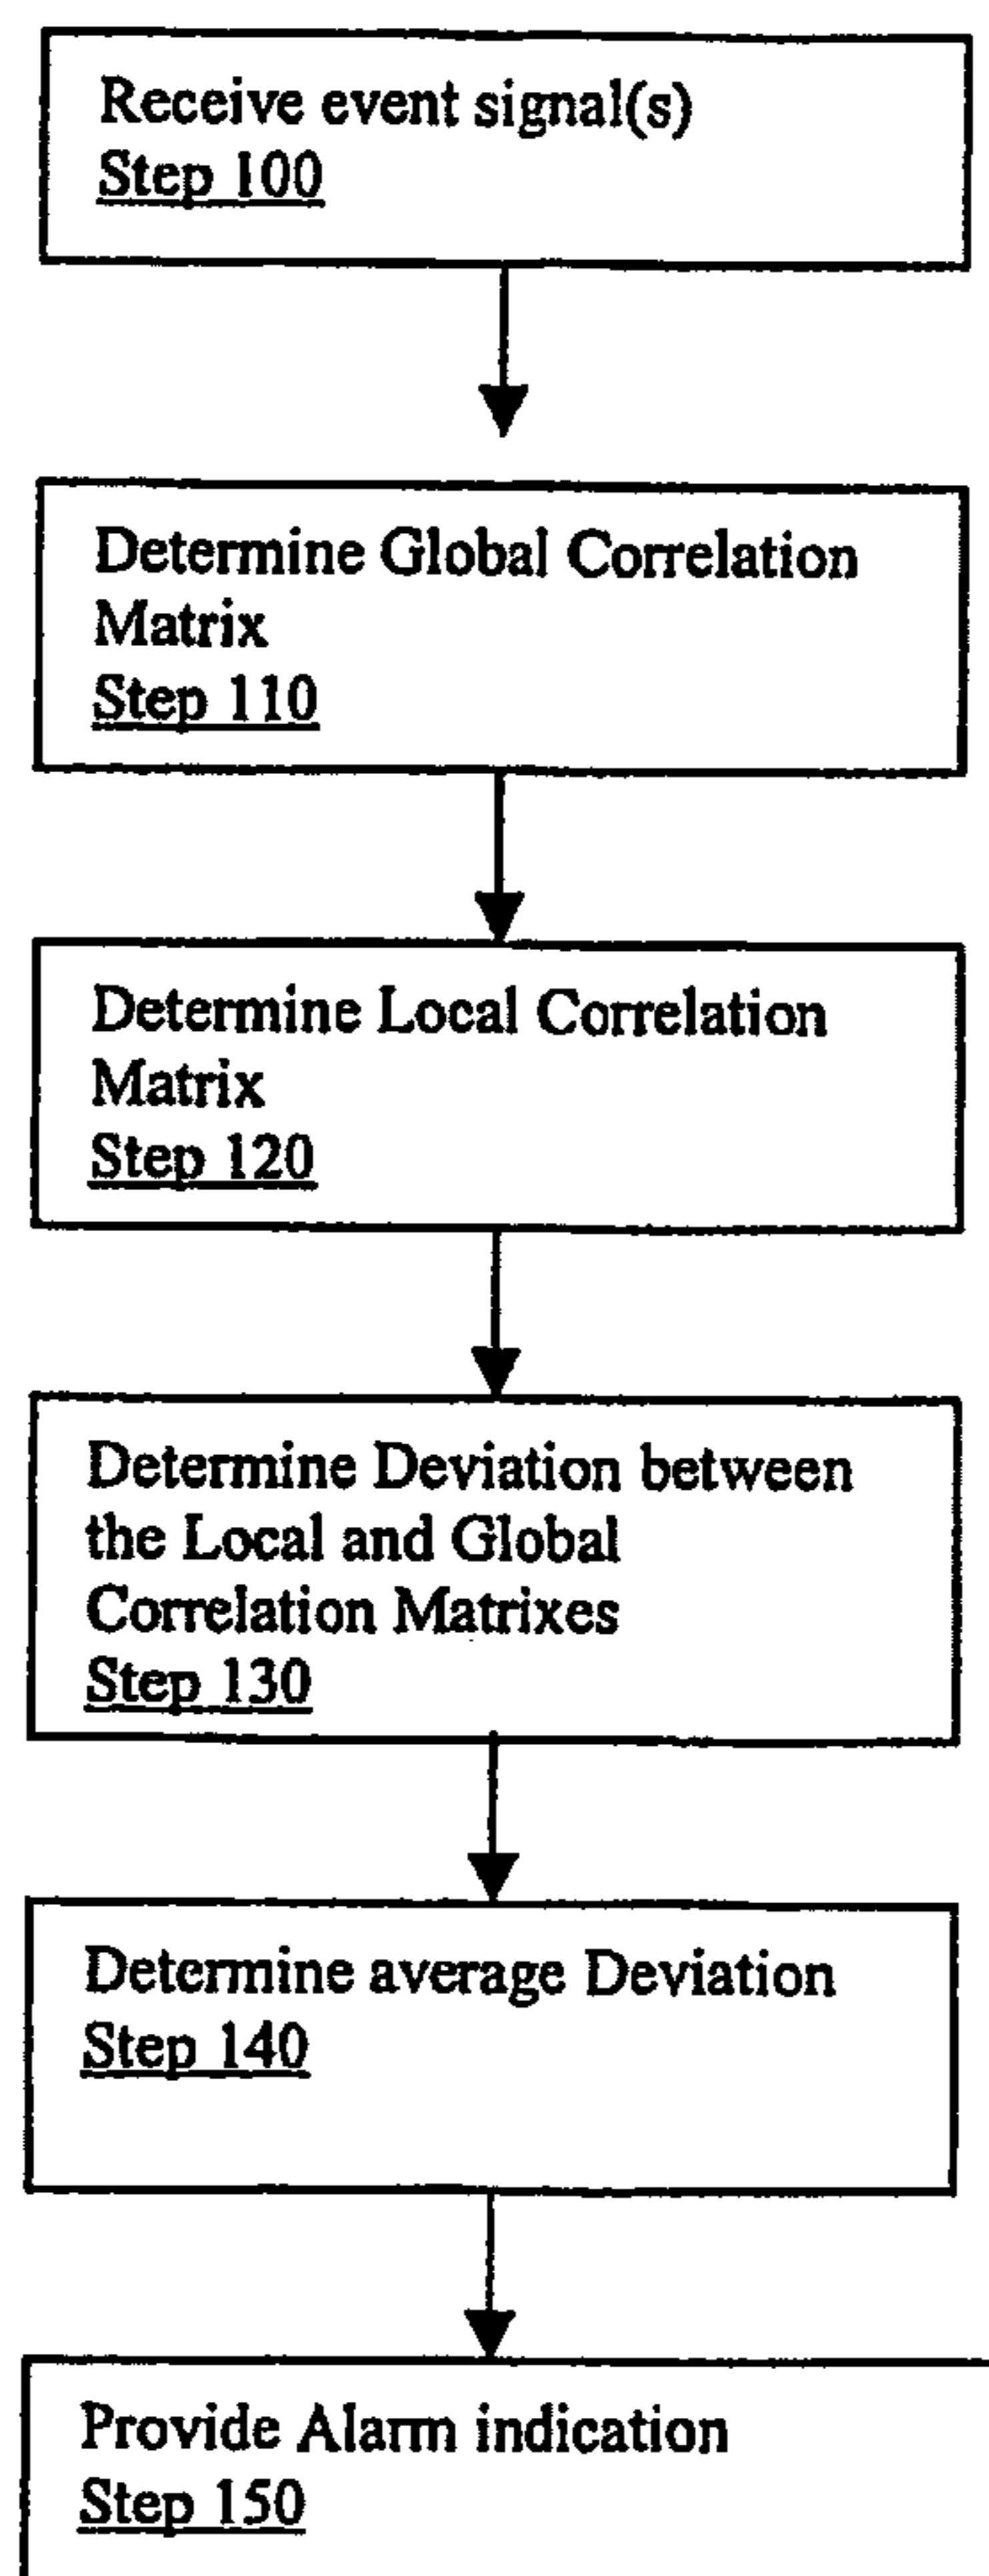 Receive event signal(s)
Step 100
Determine Global Correlation
Matrix
Step 110
Determine Local Correlation
Matrix
Step 120
Determine Deviation between
the Local and Global
Correlation Matrixes
Step 130
Determine average Deviation
Step 140
Provide Alarm indication
Step 150